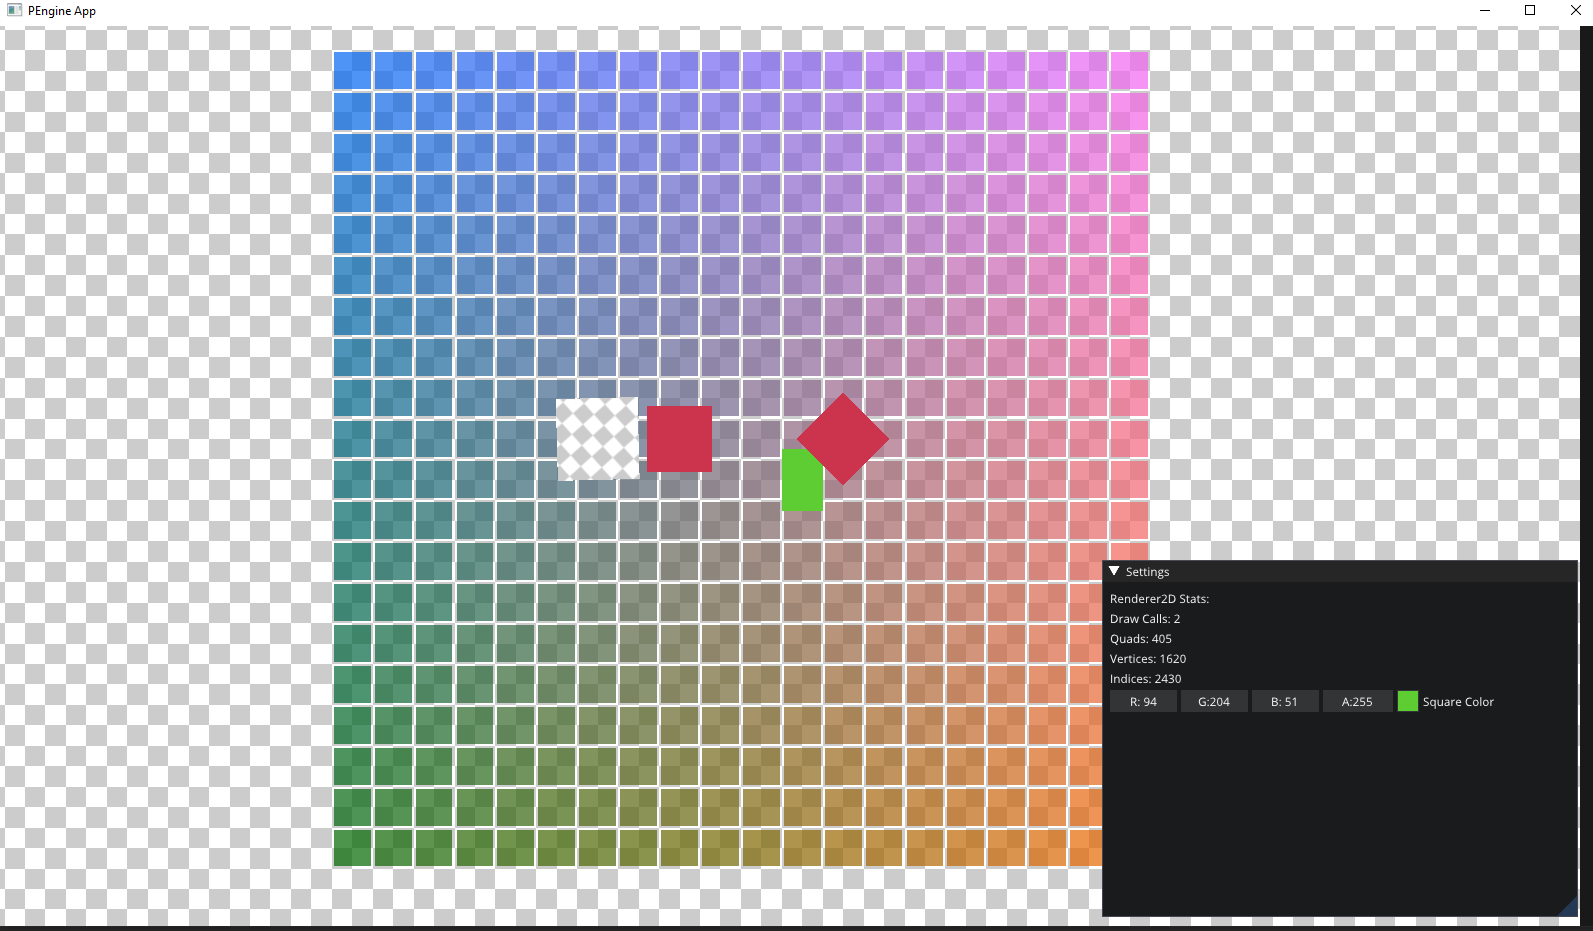 PEngine App
Settings
Renderer2D Stats:
Draw Calls: 2
Quads: 405
Vertices: 1620
Indices: 2430
R: 94 G:204 B: 51 A:255 Square Color